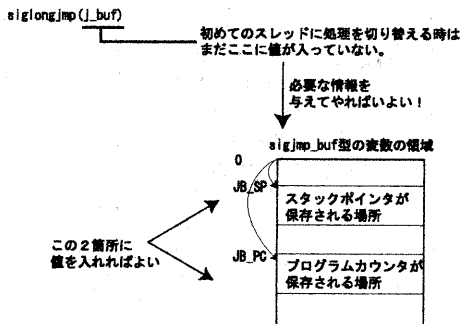 siglongjmp(j_buf)
初めてのスレッドに処理を切り替える時は
まだここに値が入っていない。
必要な情報を
与えてやればいよい！
sigjmp_buf型の変数の領域
0
JB_SP
スタックポインタが
保存される場所
この２箇所に
値を入れればよい
JB_PC
プログラムカウンタが
保存される場所